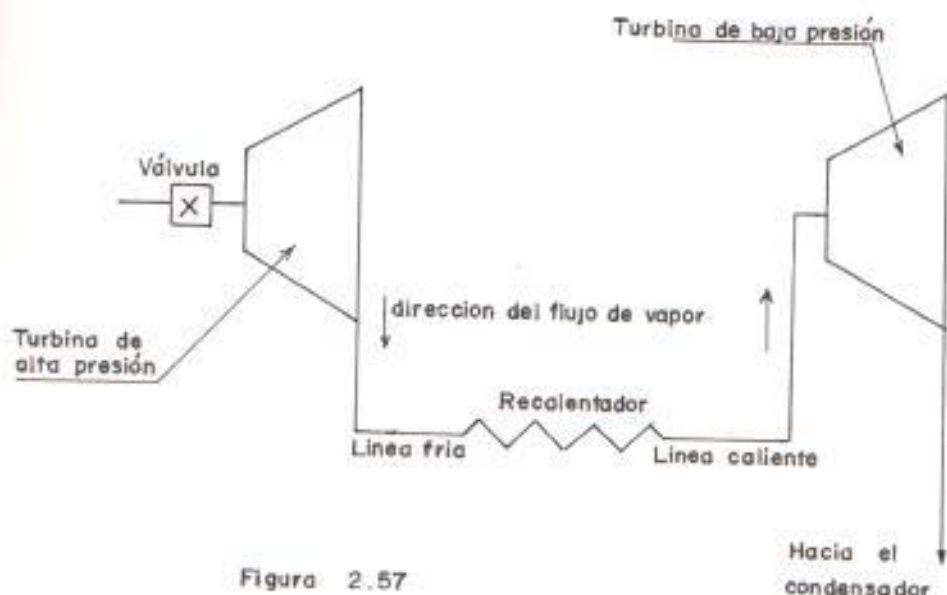 Turbina de baja presión
Válvula
X
direccion del flujo de vapor
Turbina de
alta presión
Recalentador
Linea fria
Linea caliente
Hacia el
condensador
Figura 2.57